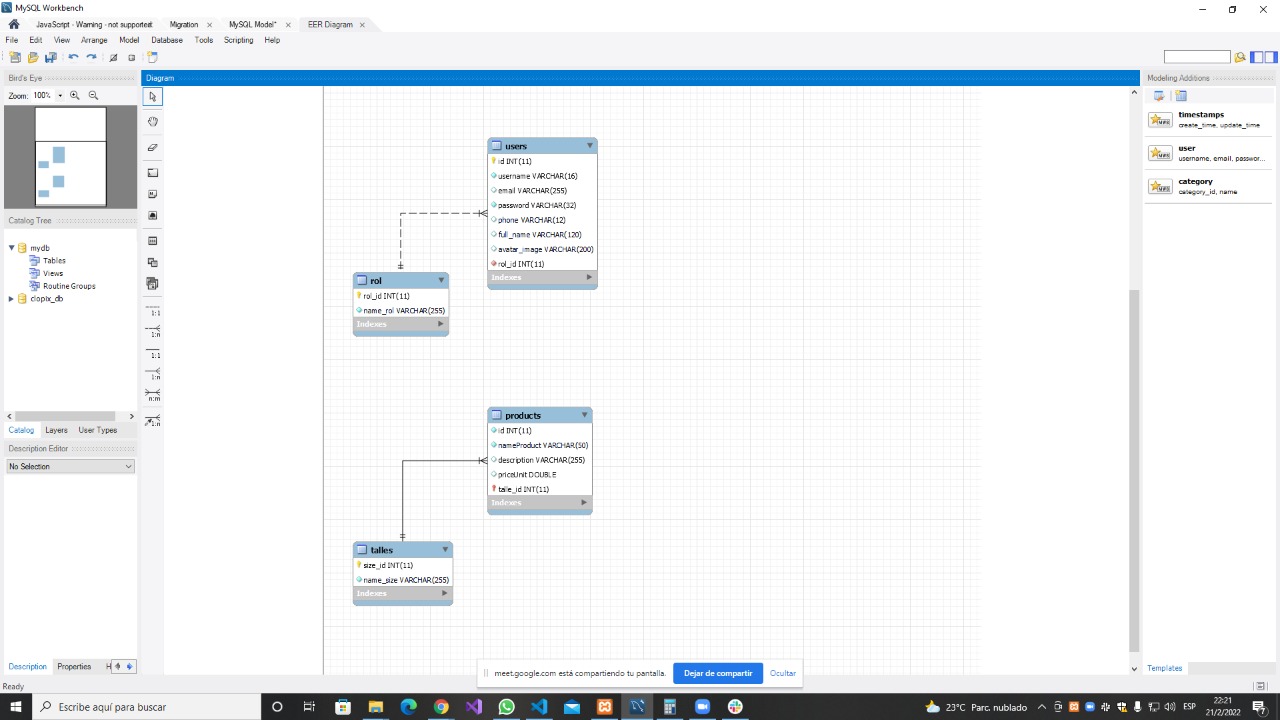 MySQL Workbench
JavaScript - Warning - not supported
Migration
MySQL Model*
EER Diagram
File Edit View Arrange Model Database Tools Scripting Help
Bird's Eye
Zoom: 100%
Catalog Tree
mydb
Tables
Views
Routine Groups
clopix_db
Catalog Layers User Types
Description Editor
No Selection
Description Properties H
Ready
Diagram
1:1
1:n
1:1
1:n
n:m
1:n
users
id INT(11)
username VARCHAR(16)
email VARCHAR(255)
password VARCHAR(32)
phone VARCHAR(12)
full_name VARCHAR(120)
avatar_image VARCHAR(200)
rol_id INT(11)
Indexes
rol
rol_id INT(11)
name_rol VARCHAR(255)
Indexes
products
id INT(11)
nameProduct VARCHAR(50)
description VARCHAR(255)
priceUnit DOUBLE
talle_id INT(11)
Indexes
talles
size_id INT(11)
name_size VARCHAR(255)
Indexes
Modeling Additions
timestamps
create_time, update_time
user
username, email, passwor...
category
category_id, name
Templates
meet.google.com está compartiendo tu pantalla.
Dejar de compartir
Ocultar
Escribe aquí para buscar
23°C Parc. nublado
ESP
22:21
21/2/2022